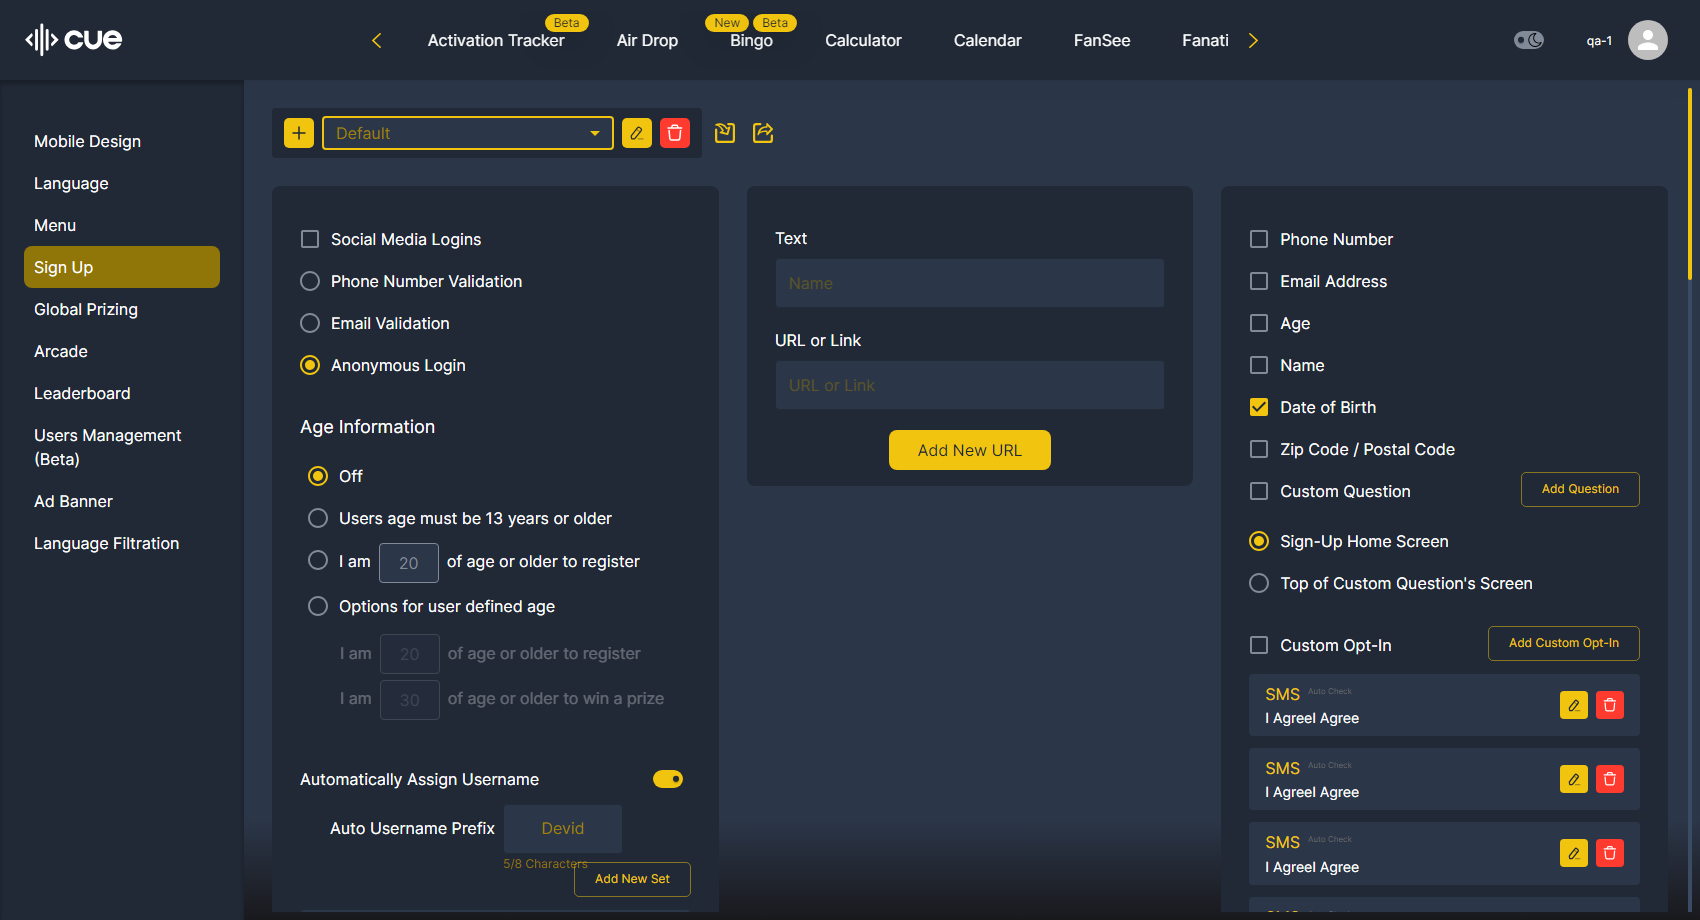 cue
Activation Tracker
Beta
Air Drop
New
Beta
Bingo
Calculator
Calendar
FanSee
Fanati
qa-1
Mobile Design
Language
Menu
Sign Up
Global Prizing
Arcade
Leaderboard
Users Management
(Beta)
Ad Banner
Language Filtration
Default
Social Media Logins
Phone Number Validation
Email Validation
Anonymous Login
Age Information
Off
Users age must be 13 years or older
I am 20 of age or older to register
Options for user defined age
I am 20 of age or older to register
I am 30 of age or older to win a prize
Automatically Assign Username
Auto Username Prefix Devid
5/8 Characters
Add New Set
Text
Name
URL or Link
URL or Link
Add New URL
Phone Number
Email Address
Age
Name
Date of Birth
Zip Code / Postal Code
Custom Question Add Question
Sign-Up Home Screen
Top of Custom Question's Screen
Custom Opt-In Add Custom Opt-In
SMS Auto Check
I AgreeI Agree
SMS Auto Check
I AgreeI Agree
SMS Auto Check
I AgreeI Agree